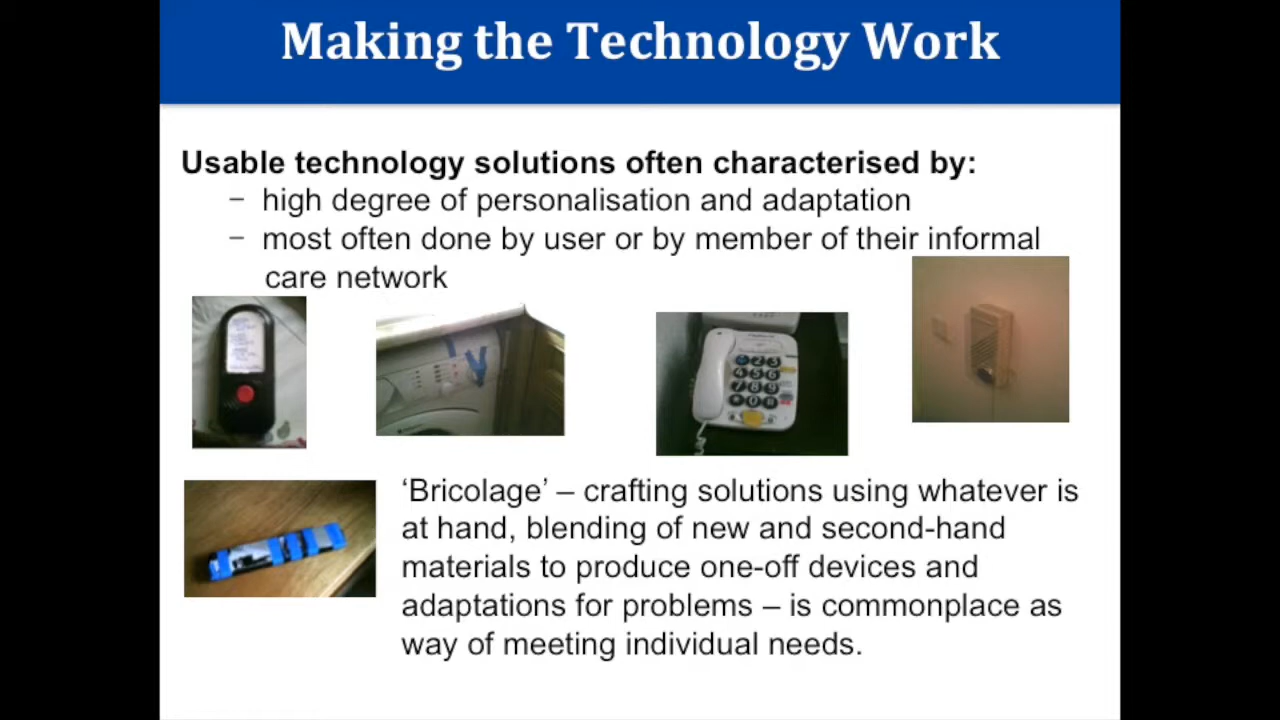 Making the Technology Work
Usable technology solutions often characterised by:
– high degree of personalisation and adaptation
– most often done by user or by member of their informal
care network
‘Bricolage’ – crafting solutions using whatever is
at hand, blending of new and second-hand
materials to produce one-off devices and
adaptations for problems – is commonplace as
way of meeting individual needs.